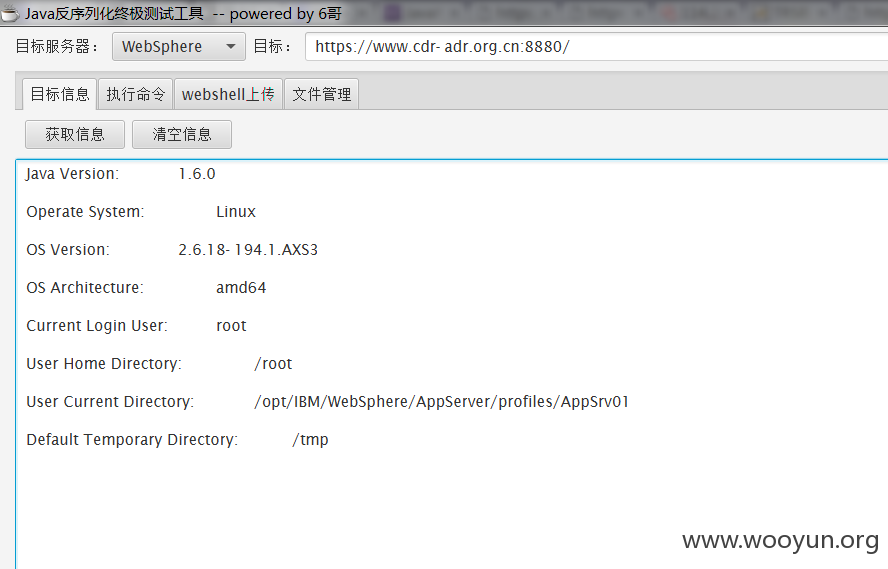 Java反序列化终极测试工具 -- powered by 6哥
目标服务器： WebSphere 目标： https://www.cdr- adr.org.cn:8880/
目标信息 执行命令 webshell上传 文件管理
获取信息 清空信息
Java Version: 1.6.0
Operate System: Linux
OS Version: 2.6.18- 194.1.AXS3
OS Architecture: amd64
Current Login User: root
User Home Directory: /root
User Current Directory: /opt/IBM/WebSphere/AppServer/profiles/AppSrv01
Default Temporary Directory: /tmp
www.wooyun.org